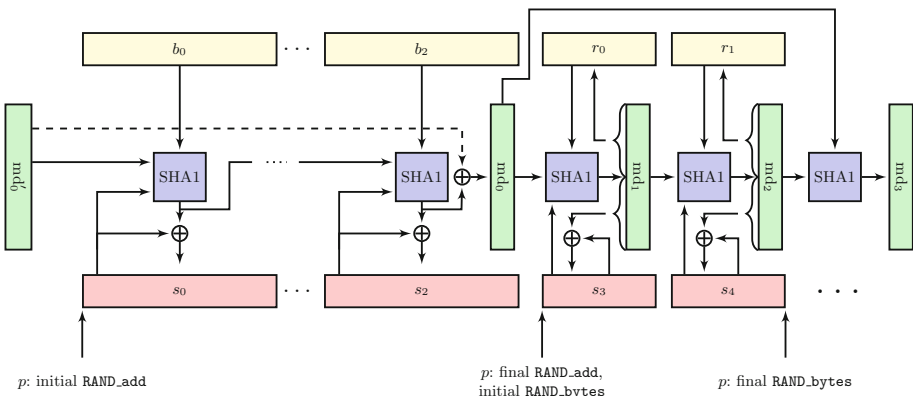 b₀ · · · b₂ r₀ r₁
md′₀ SHA1 ···· SHA1 md₀ SHA1 md₁ SHA1 md₂ SHA1 md₃
s₀ · · · s₂ s₃ s₄ · · ·
p: initial RAND_add
p: final RAND_add,
initial RAND_bytes
p: final RAND_bytes